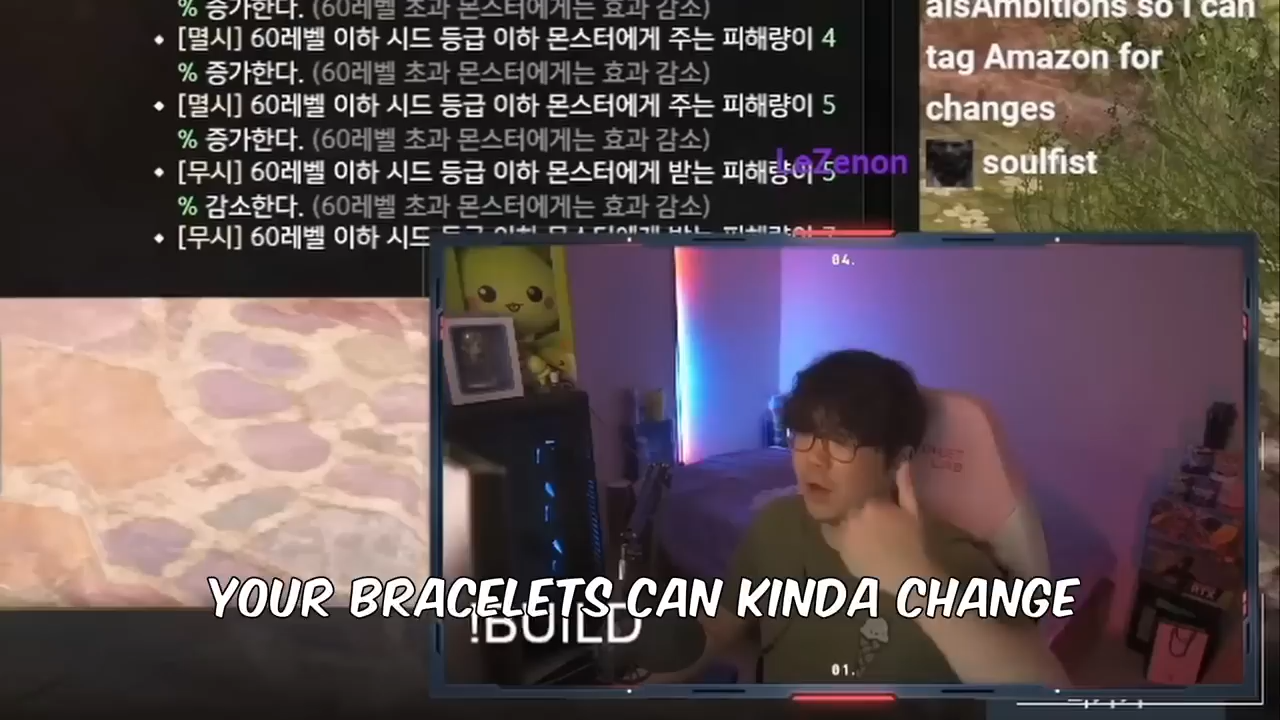 % 증가한다. (60레벨 초과 몬스터에게는 효과 감소)
[멸시] 60레벨 이하 시드 등급 이하 몬스터에게 주는 피해량이 4
% 증가한다. (60레벨 초과 몬스터에게는 효과 감소)
[멸시] 60레벨 이하 시드 등급 이하 몬스터에게 주는 피해량이 5
% 증가한다. (60레벨 초과 몬스터에게는 효과 감소)
[무시] 60레벨 이하 시드 등급 이하 몬스터에게 받는 피해량이 5
% 감소한다. (60레벨 초과 몬스터에게는 효과 감소)
[무시] 60레벨 이하 시드
alsAmbitions so I can
tag Amazon for
changes
LeZenon
soulfist
04.
YOUR BRACELETS CAN KINDA CHANGE
!BUILD
01.
RTX